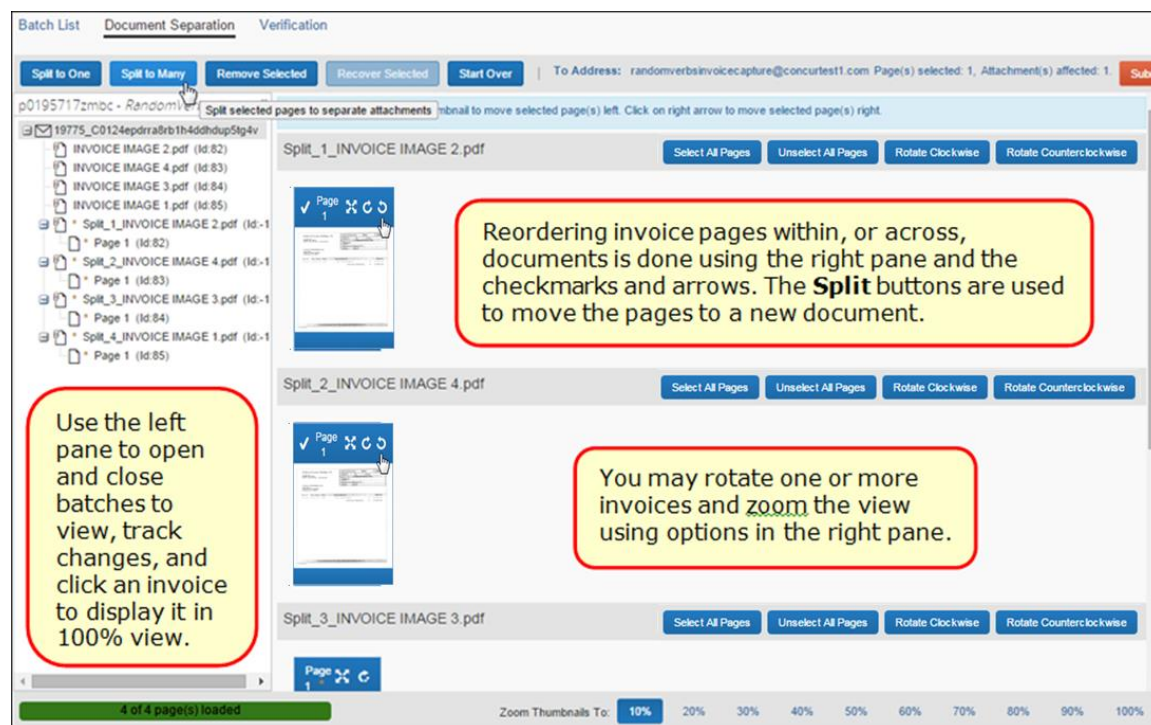 Batch List Document Separation Verification
Split to One Split to Many Remove Selected Recover Selected Start Over | To Address: randomverbsinvoicecapture@concurtest1.com Page(s) selected: 1, Attachment(s) affected: 1. Sub
p0195717zmbc - Split selected pages to separate attachments mbnail to move selected page(s) left. Click on right arrow to move selected page(s) right.
19775_C0124epdrra8rb1h4ddhdup5tg4v
INVOICE IMAGE 2.pdf (Id:82)
INVOICE IMAGE 4.pdf (Id:83)
INVOICE IMAGE 3.pdf (Id:84)
INVOICE IMAGE 1.pdf (Id:85)
* Split_1_INVOICE IMAGE 2.pdf (Id:-1
* Page 1 (Id:82)
* Split_2_INVOICE IMAGE 4.pdf (Id:-1
* Page 1 (Id:83)
* Split_3_INVOICE IMAGE 3.pdf (Id:-1
* Page 1 (Id:84)
* Split_4_INVOICE IMAGE 1.pdf (Id:-1
* Page 1 (Id:85)
Use the left
pane to open
and close
batches to
view, track
changes, and
click an invoice
to display it in
100% view.
Split_1_INVOICE IMAGE 2.pdf Select All Pages Unselect All Pages Rotate Clockwise Rotate Counterclockwise
Page
1
Reordering invoice pages within, or across,
documents is done using the right pane and the
checkmarks and arrows. The Split buttons are used
to move the pages to a new document.
Split_2_INVOICE IMAGE 4.pdf Select All Pages Unselect All Pages Rotate Clockwise Rotate Counterclockwise
Page
1
You may rotate one or more
invoices and zoom the view
using options in the right pane.
Split_3_INVOICE IMAGE 3.pdf Select All Pages Unselect All Pages Rotate Clockwise Rotate Counterclockwise
Page
1
4 of 4 page(s) loaded Zoom Thumbnails To: 10% 20% 30% 40% 50% 60% 70% 80% 90% 100%